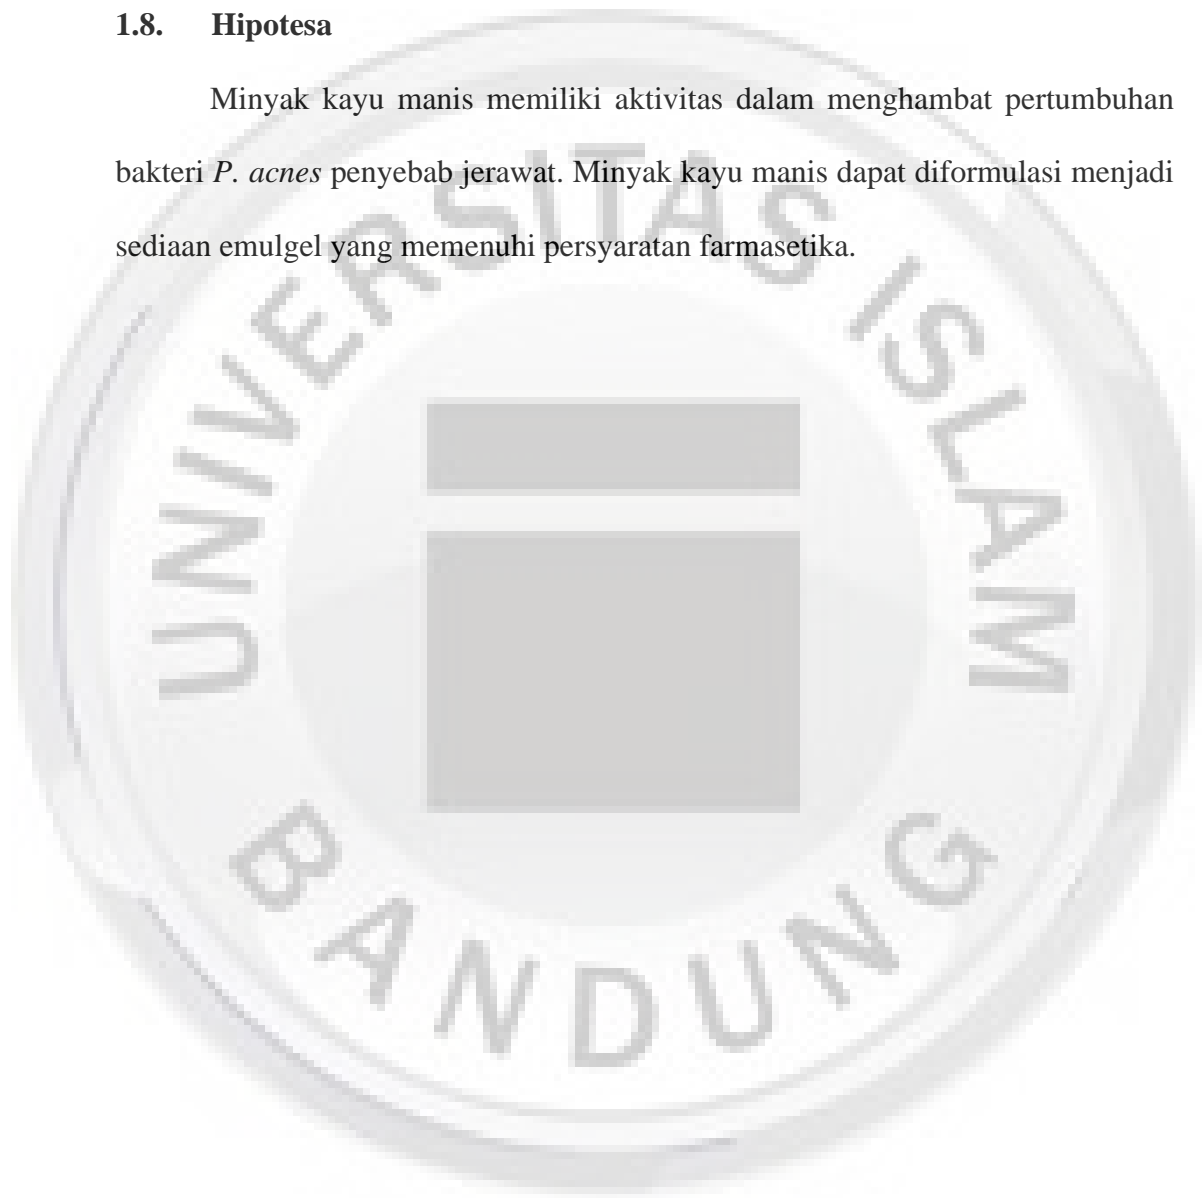 1.8. Hipotesa
Minyak kayu manis memiliki aktivitas dalam menghambat pertumbuhan
bakteri P. acnes penyebab jerawat. Minyak kayu manis dapat diformulasi menjadi
sediaan emulgel yang memenuhi persyaratan farmasetika.
UNIVERSITAS ISLAM
BANDUNG